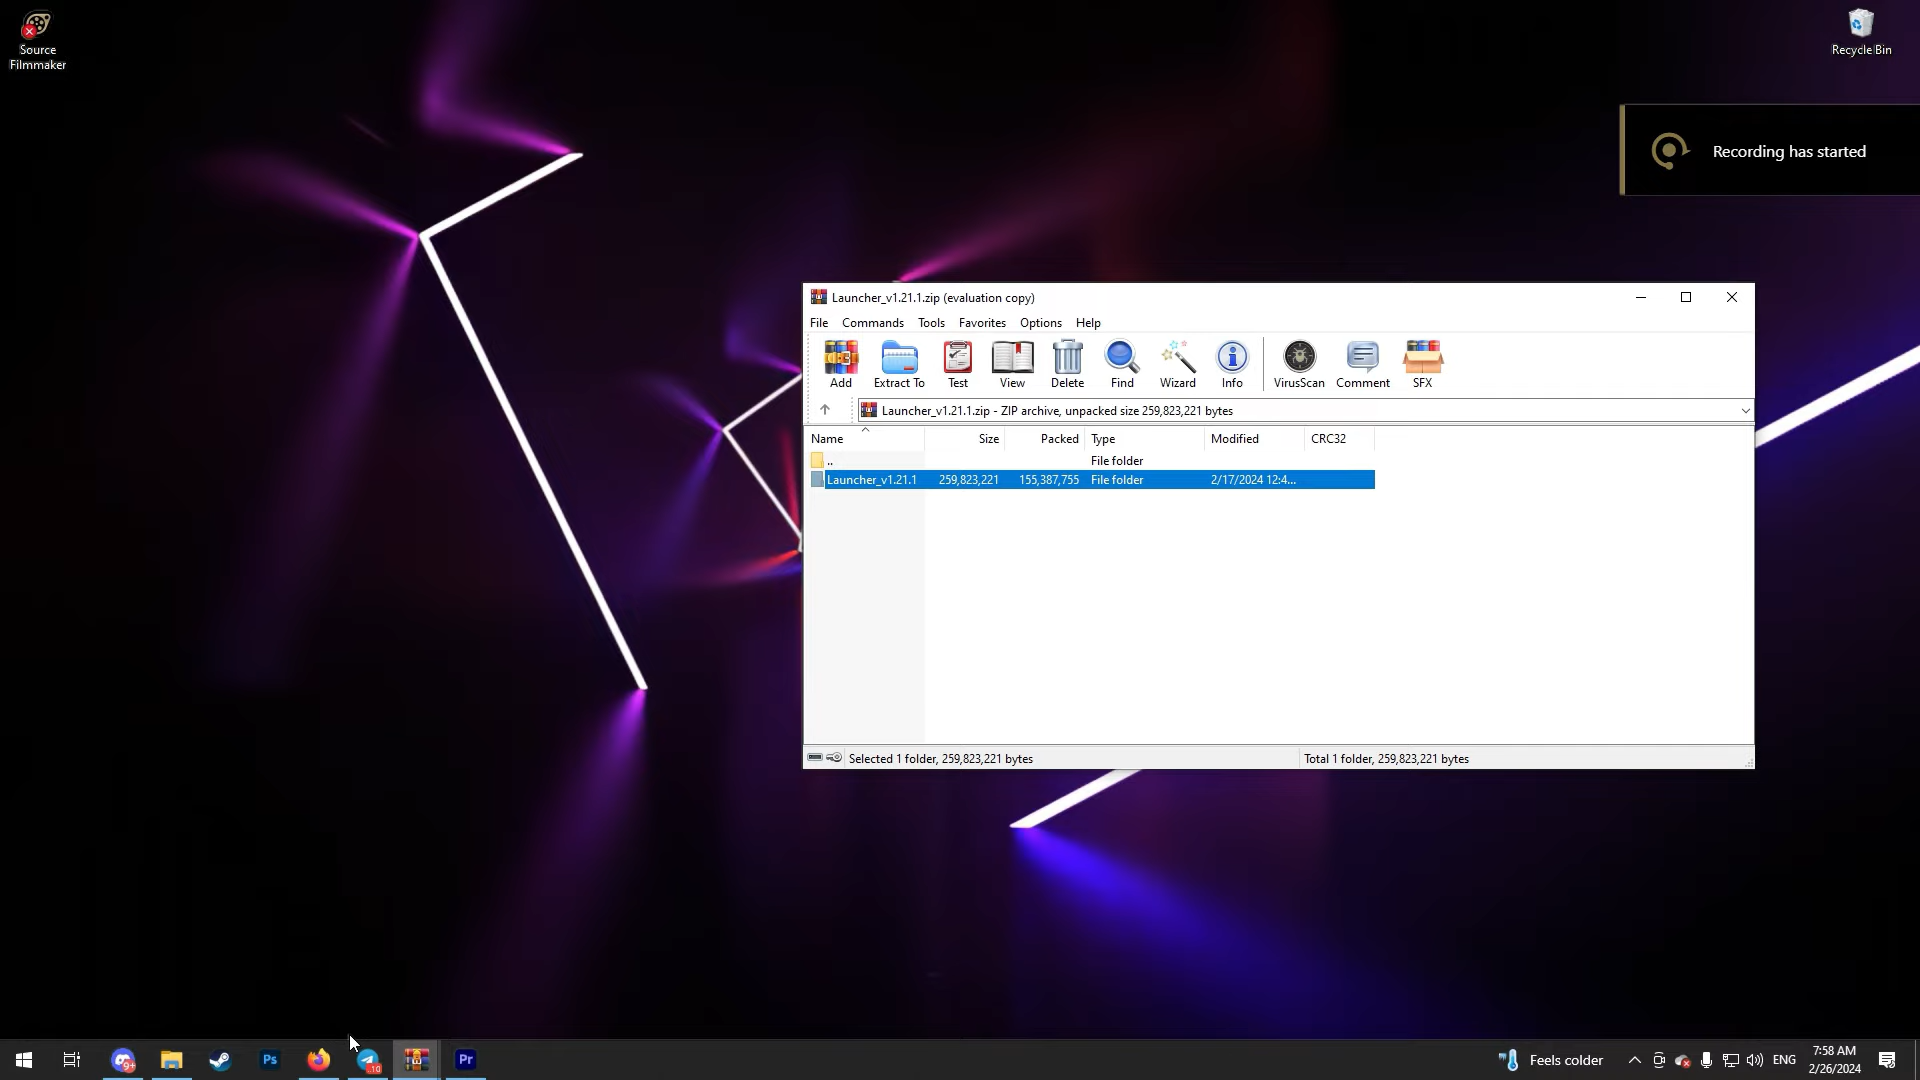 Source
Filmmaker
Recycle Bin
Recording has started
Launcher_v1.21.1.zip (evaluation copy)
File Commands Tools Favorites Options Help
Add Extract To Test View Delete Find Wizard Info VirusScan Comment SFX
Launcher_v1.21.1.zip - ZIP archive, unpacked size 259,823,221 bytes
Name Size Packed Type Modified CRC32
.. File folder
Launcher_v1.21.1 259,823,221 155,387,755 File folder 2/17/2024 12:4...
Selected 1 folder, 259,823,221 bytes Total 1 folder, 259,823,221 bytes
9+ Ps ..10 Pr Feels colder ENG 7:58 AM
2/26/2024